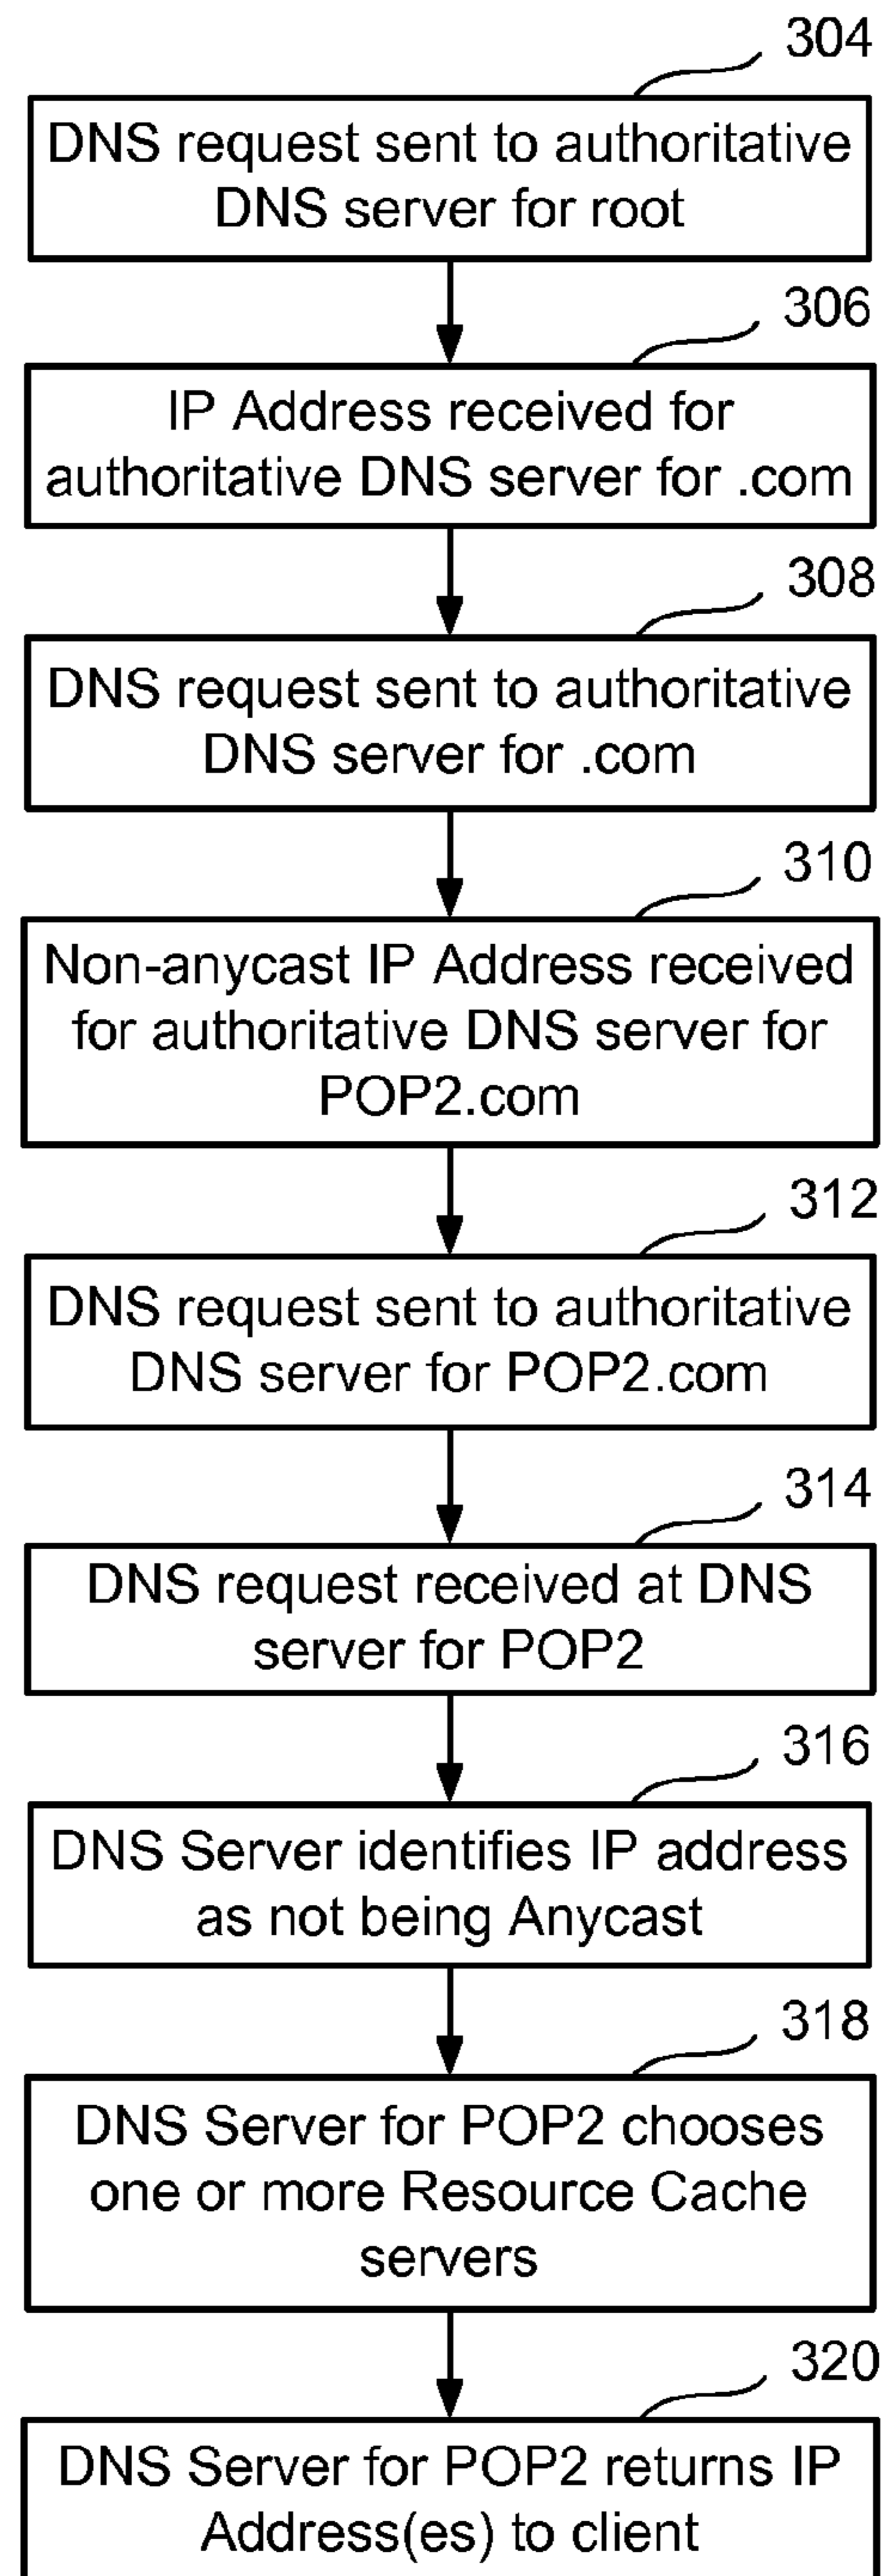 304
DNS request sent to authoritative
DNS server for root
306
IP Address received for
authoritative DNS server for .com
308
DNS request sent to authoritative
DNS server for .com
310
Non-anycast IP Address received
for authoritative DNS server for
POP2.com
312
DNS request sent to authoritative
DNS server for POP2.com
314
DNS request received at DNS
server for POP2
316
DNS Server identifies IP address
as not being Anycast
318
DNS Server for POP2 chooses
one or more Resource Cache
servers
320
DNS Server for POP2 returns IP
Address(es) to client